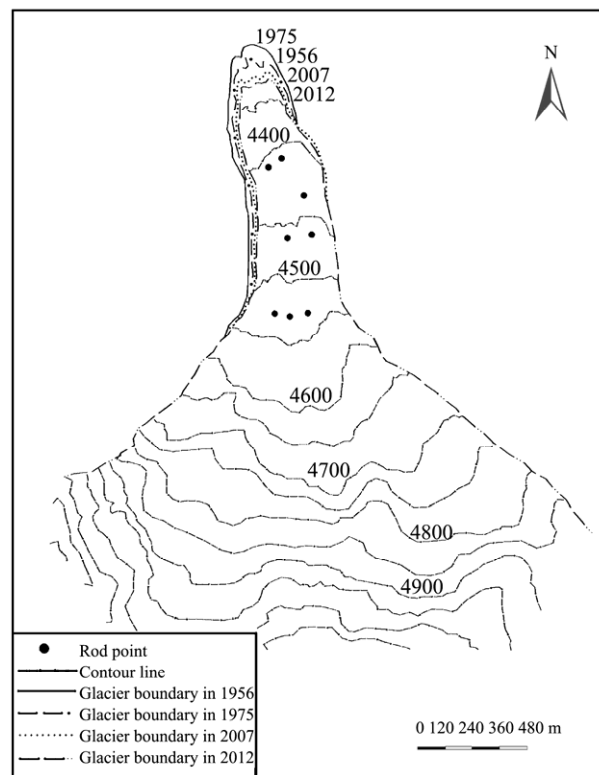 1975
1956
2007
2012
N
4400
4500
4600
4700
4800
4900
Rod point
Contour line
Glacier boundary in 1956
Glacier boundary in 1975
Glacier boundary in 2007
Glacier boundary in 2012
0 120 240 360 480 m